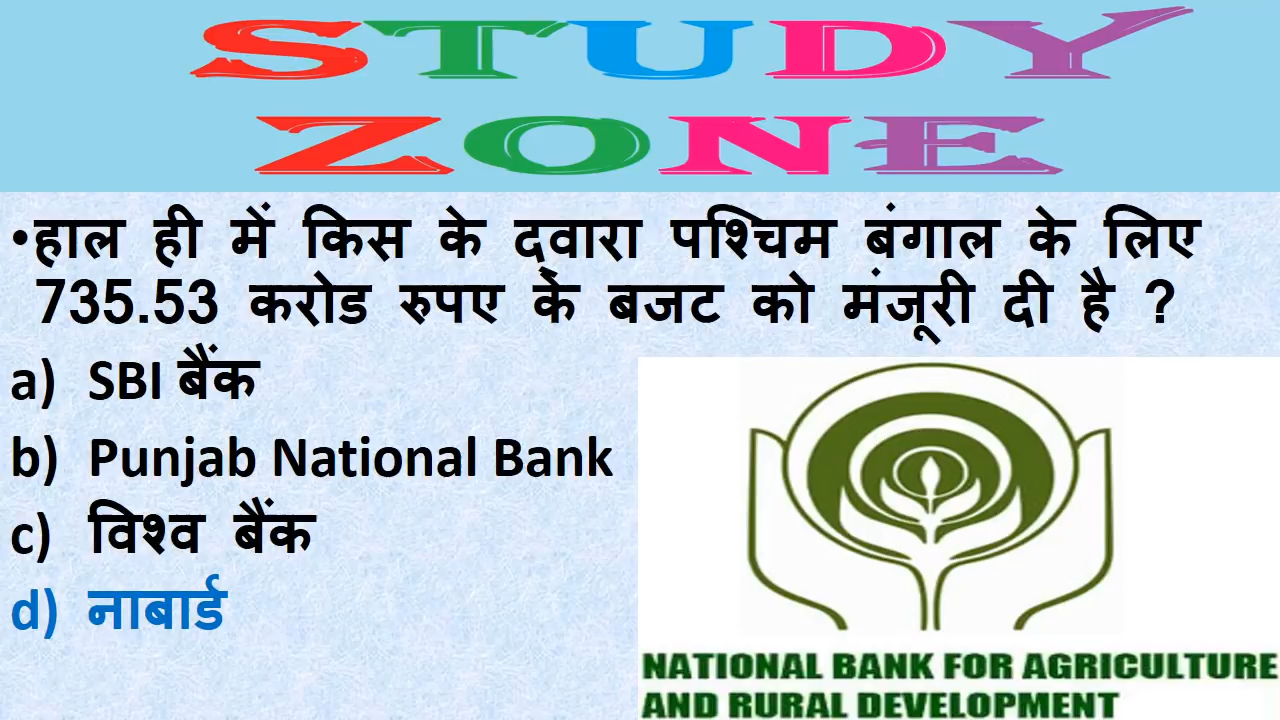 STUDY
ZONE
•हाल ही में किस के द्वारा पश्चिम बंगाल के लिए
735.53 करोड रुपए के बजट को मंजूरी दी है ?
a) SBI बैंक
b) Punjab National Bank
c) विश्व बैंक
d) नाबार्ड
NATIONAL BANK FOR AGRICULTURE
AND RURAL DEVELOPMENT